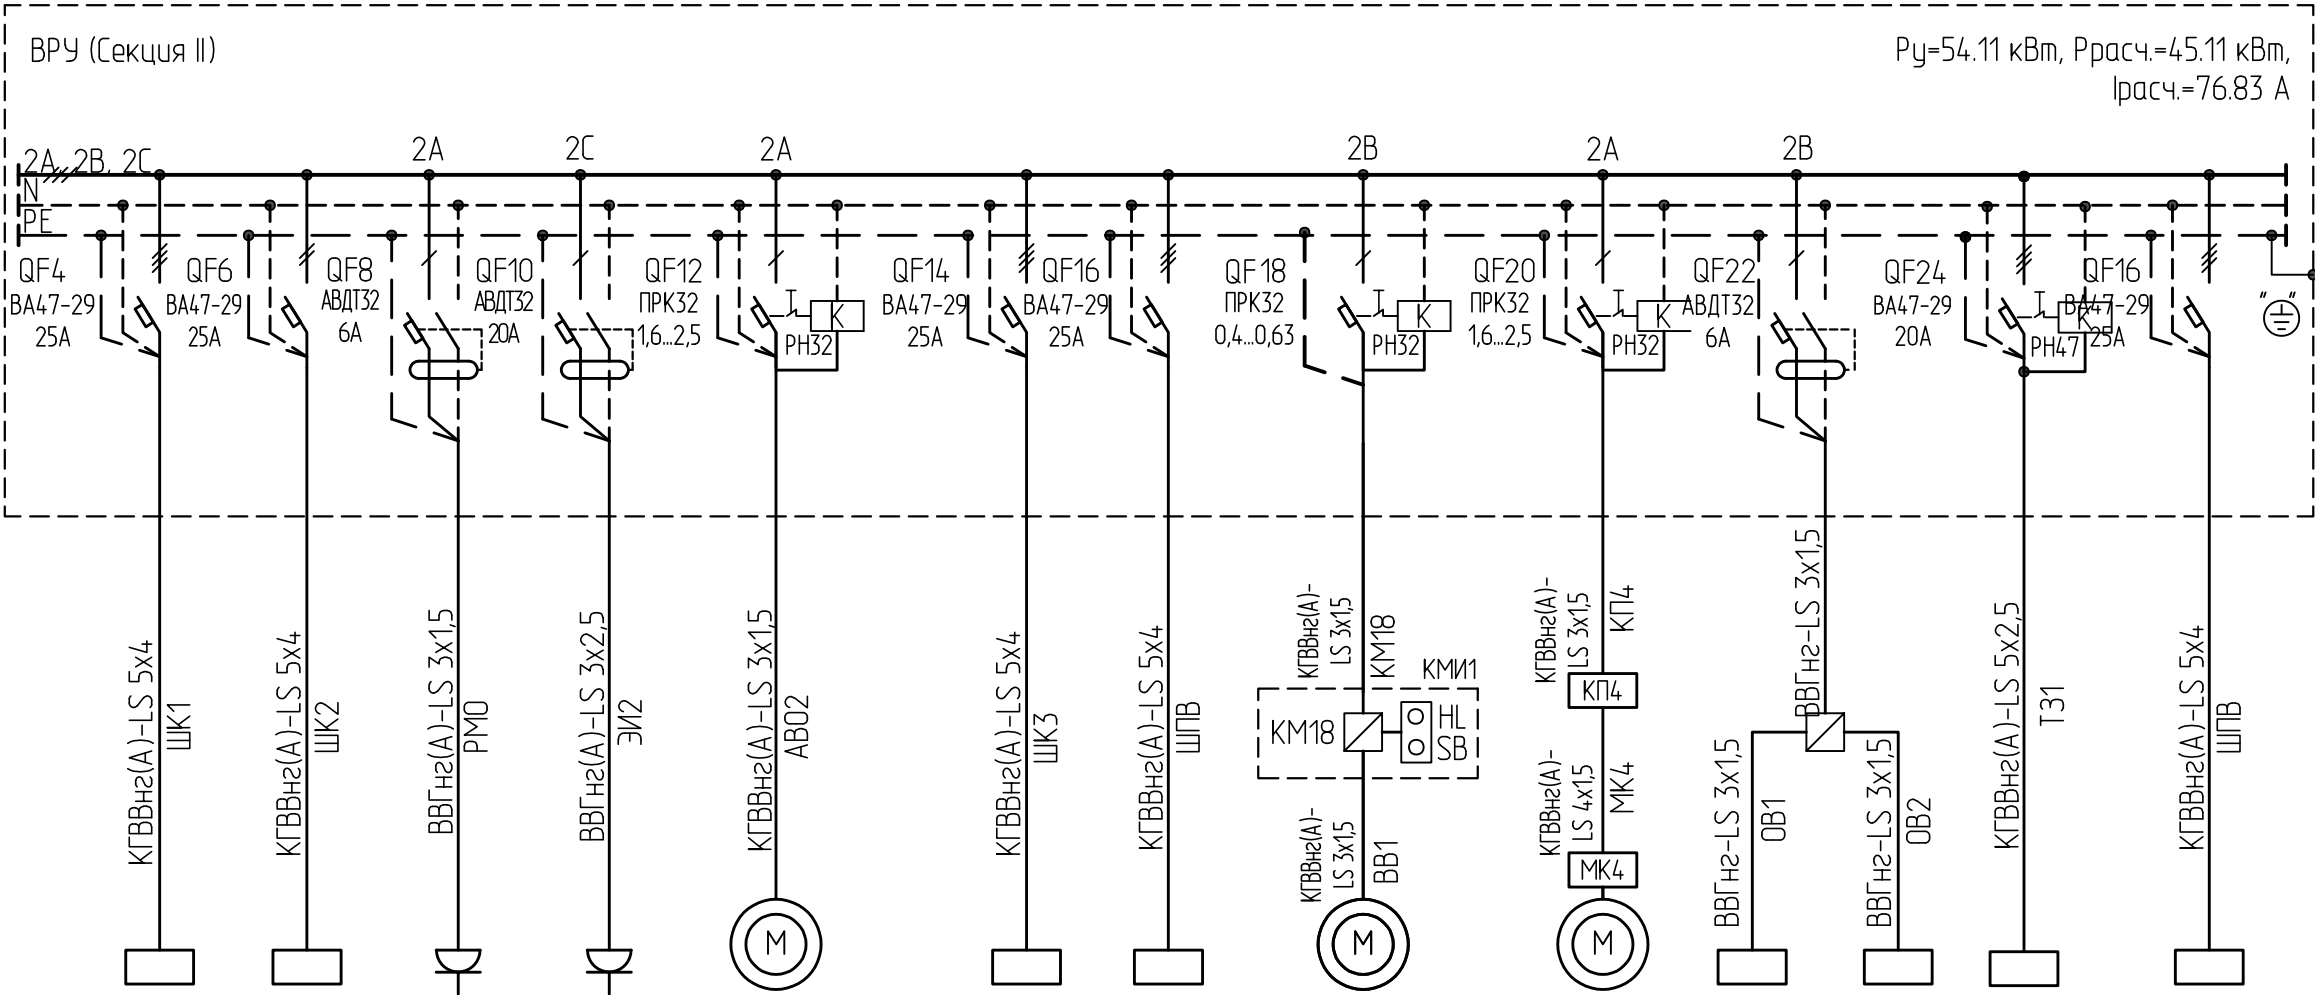 ВРУ (Секция II)
Ру=54.11 кВт, Ррасч.=45.11 кВт,
Iрасч.=76.83 А
2А, 2В, 2С
2А
2С
2А
2В
2А
2В
N
PE
QF4
ВА47-29
25А
QF6
ВА47-29
25А
QF8
АВДТ32
6А
QF10
АВДТ32
20А
QF12
ПРК32
1,6...2,5
К
РН32
QF14
ВА47-29
25А
QF16
ВА47-29
25А
QF18
ПРК32
0,4...0,63
К
РН32
QF20
ПРК32
1,6...2,5
К
РН32
QF22
АВДТ32
6А
QF24
ВА47-29
20А
К
РН47
QF16
ВА47-29
25А
" "
КГВВнг(А)-LS 5х4
ШК1
КГВВнг(А)-LS 5х4
ШК2
ВВГнг(А)-LS 3х1,5
РМО
ВВГнг(А)-LS 3х2,5
ЭИ2
КГВВнг(А)-LS 3х1,5
АВО2
КГВВнг(А)-LS 5х4
ШК3
КГВВнг(А)-LS 5х4
ШПВ
КГВВнг(А)-
LS 3х1,5
КМ18
КМИ1
КМ18
HL
SB
КГВВнг(А)-
LS 3х1,5
ВВ1
КГВВнг(А)-
LS 3х1,5
КП4
КП4
КГВВнг(А)-
LS 4х1,5
МК4
МК4
ВВГнг-LS 3х1,5
ВВГнг-LS 3х1,5
ОВ1
ВВГнг-LS 3х1,5
ОВ2
КГВВнг(А)-LS 5х2,5
ТЗ1
КГВВнг(А)-LS 5х4
ШПВ
М
М
М